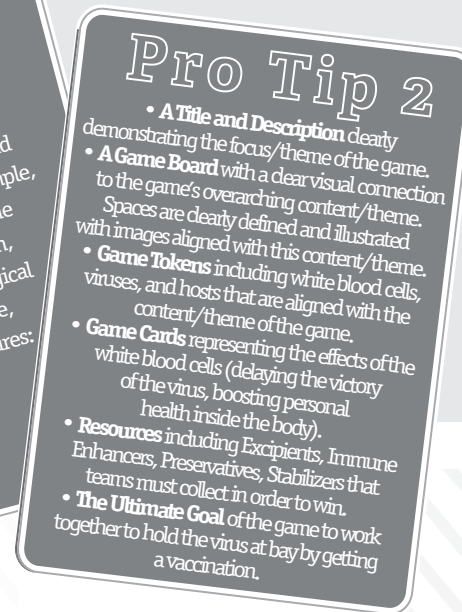 d
ple,
e
n,
gical
e,
res:
Pro Tip 2
• A Title and Description clearly
demonstrating the focus/theme of the game.
• A Game Board with a clear visual connection
to the game's overarching content/theme.
Spaces are clearly defined and illustrated
with images aligned with this content/theme.
• Game Tokens including white blood cells,
viruses, and hosts that are aligned with the
content/theme of the game.
• Game Cards representing the effects of the
white blood cells (delaying the victory
of the virus, boosting personal
health inside the body).
• Resources including Excipients, Immune
Enhancers, Preservatives, Stabilizers that
teams must collect in order to win.
• The Ultimate Goal of the game to work
together to hold the virus at bay by getting
a vaccination.